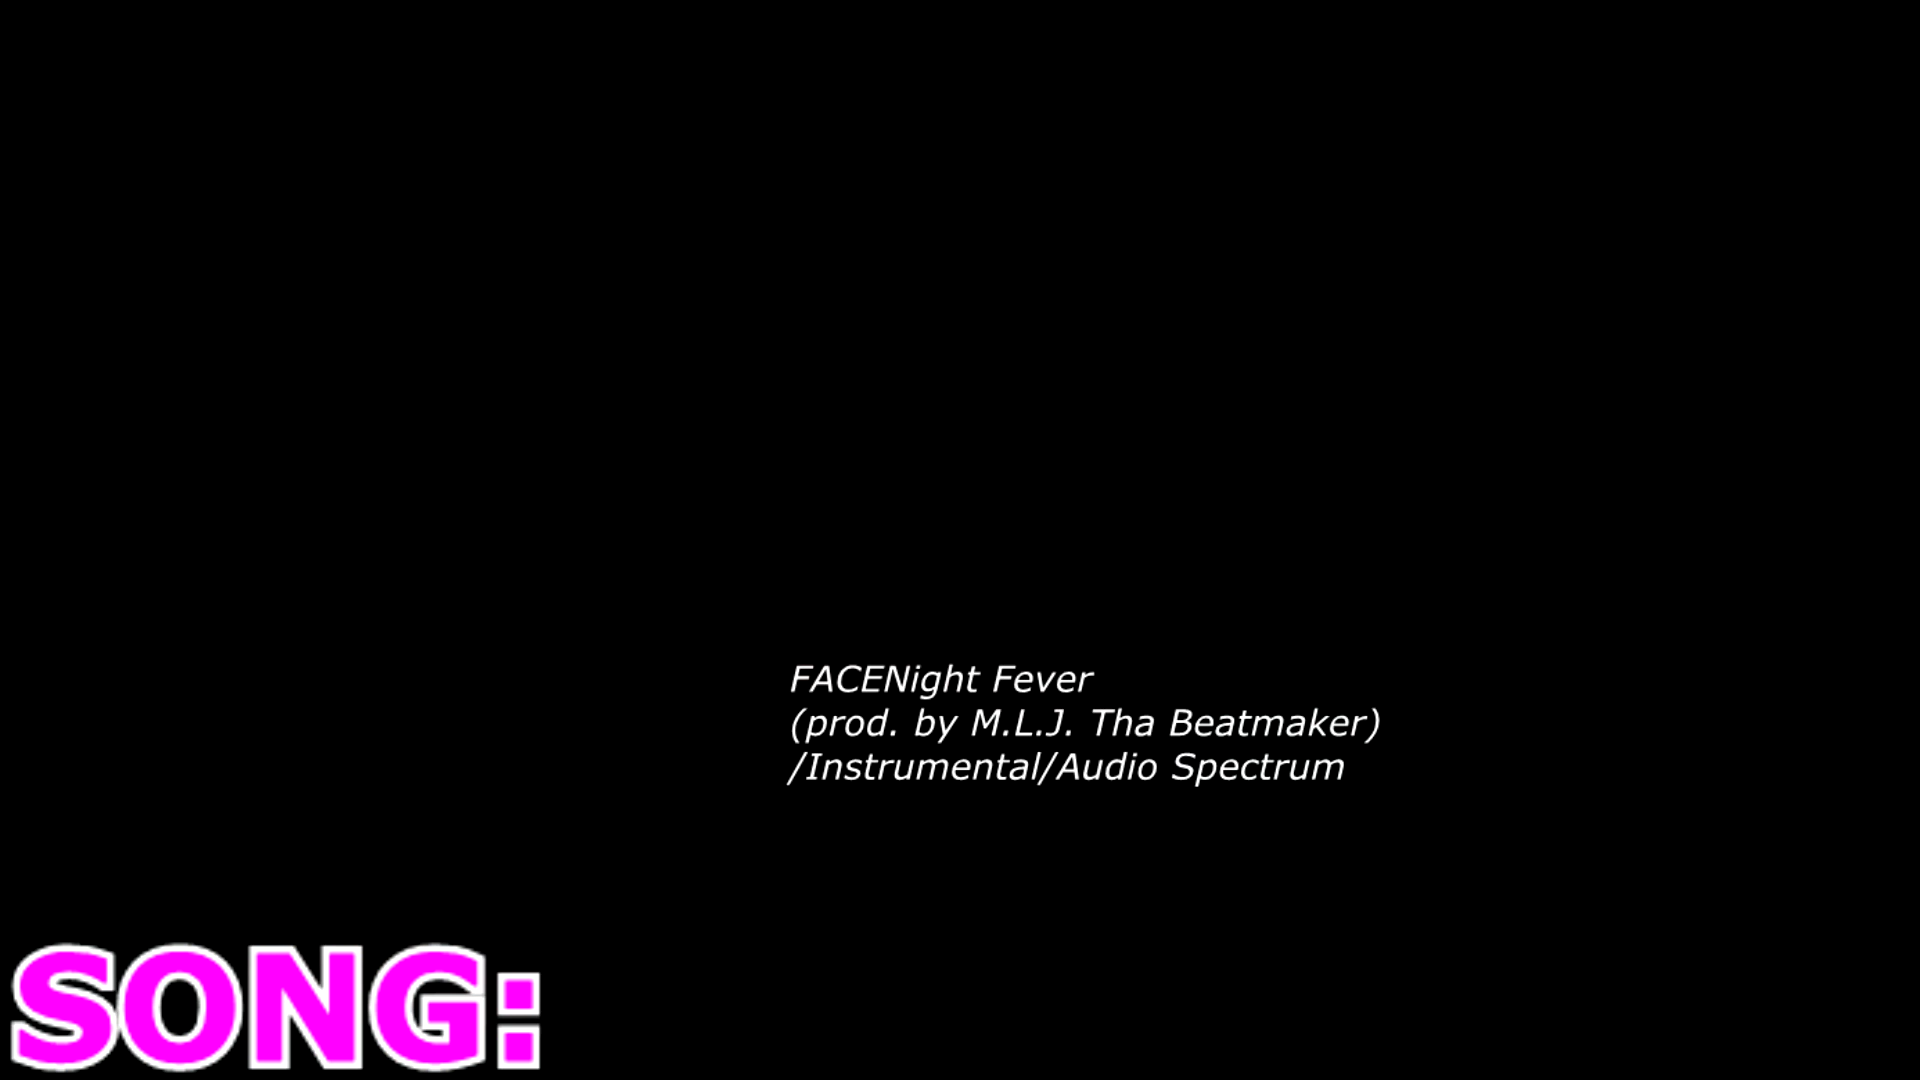 FACENight Fever
(prod. by M.L.J. Tha Beatmaker)
/Instrumental/Audio Spectrum
SONG: